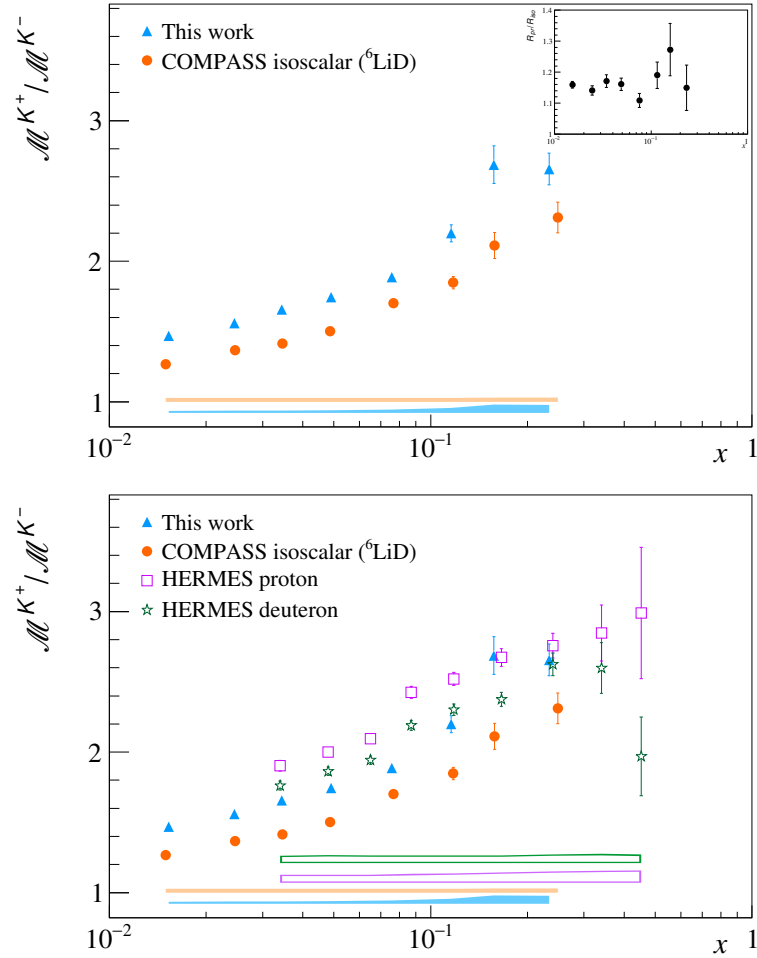 ℳ^K⁺/ℳ^K⁻
This work
COMPASS isoscalar (⁶LiD)
3
2
1
10⁻²
10⁻¹
1
x
R_pr/R_iso
1.4
1.3
1.2
1.1
1
10⁻²
10⁻¹
1
x
ℳ^K⁺/ℳ^K⁻
This work
COMPASS isoscalar (⁶LiD)
HERMES proton
HERMES deuteron
3
2
1
10⁻²
10⁻¹
1
x